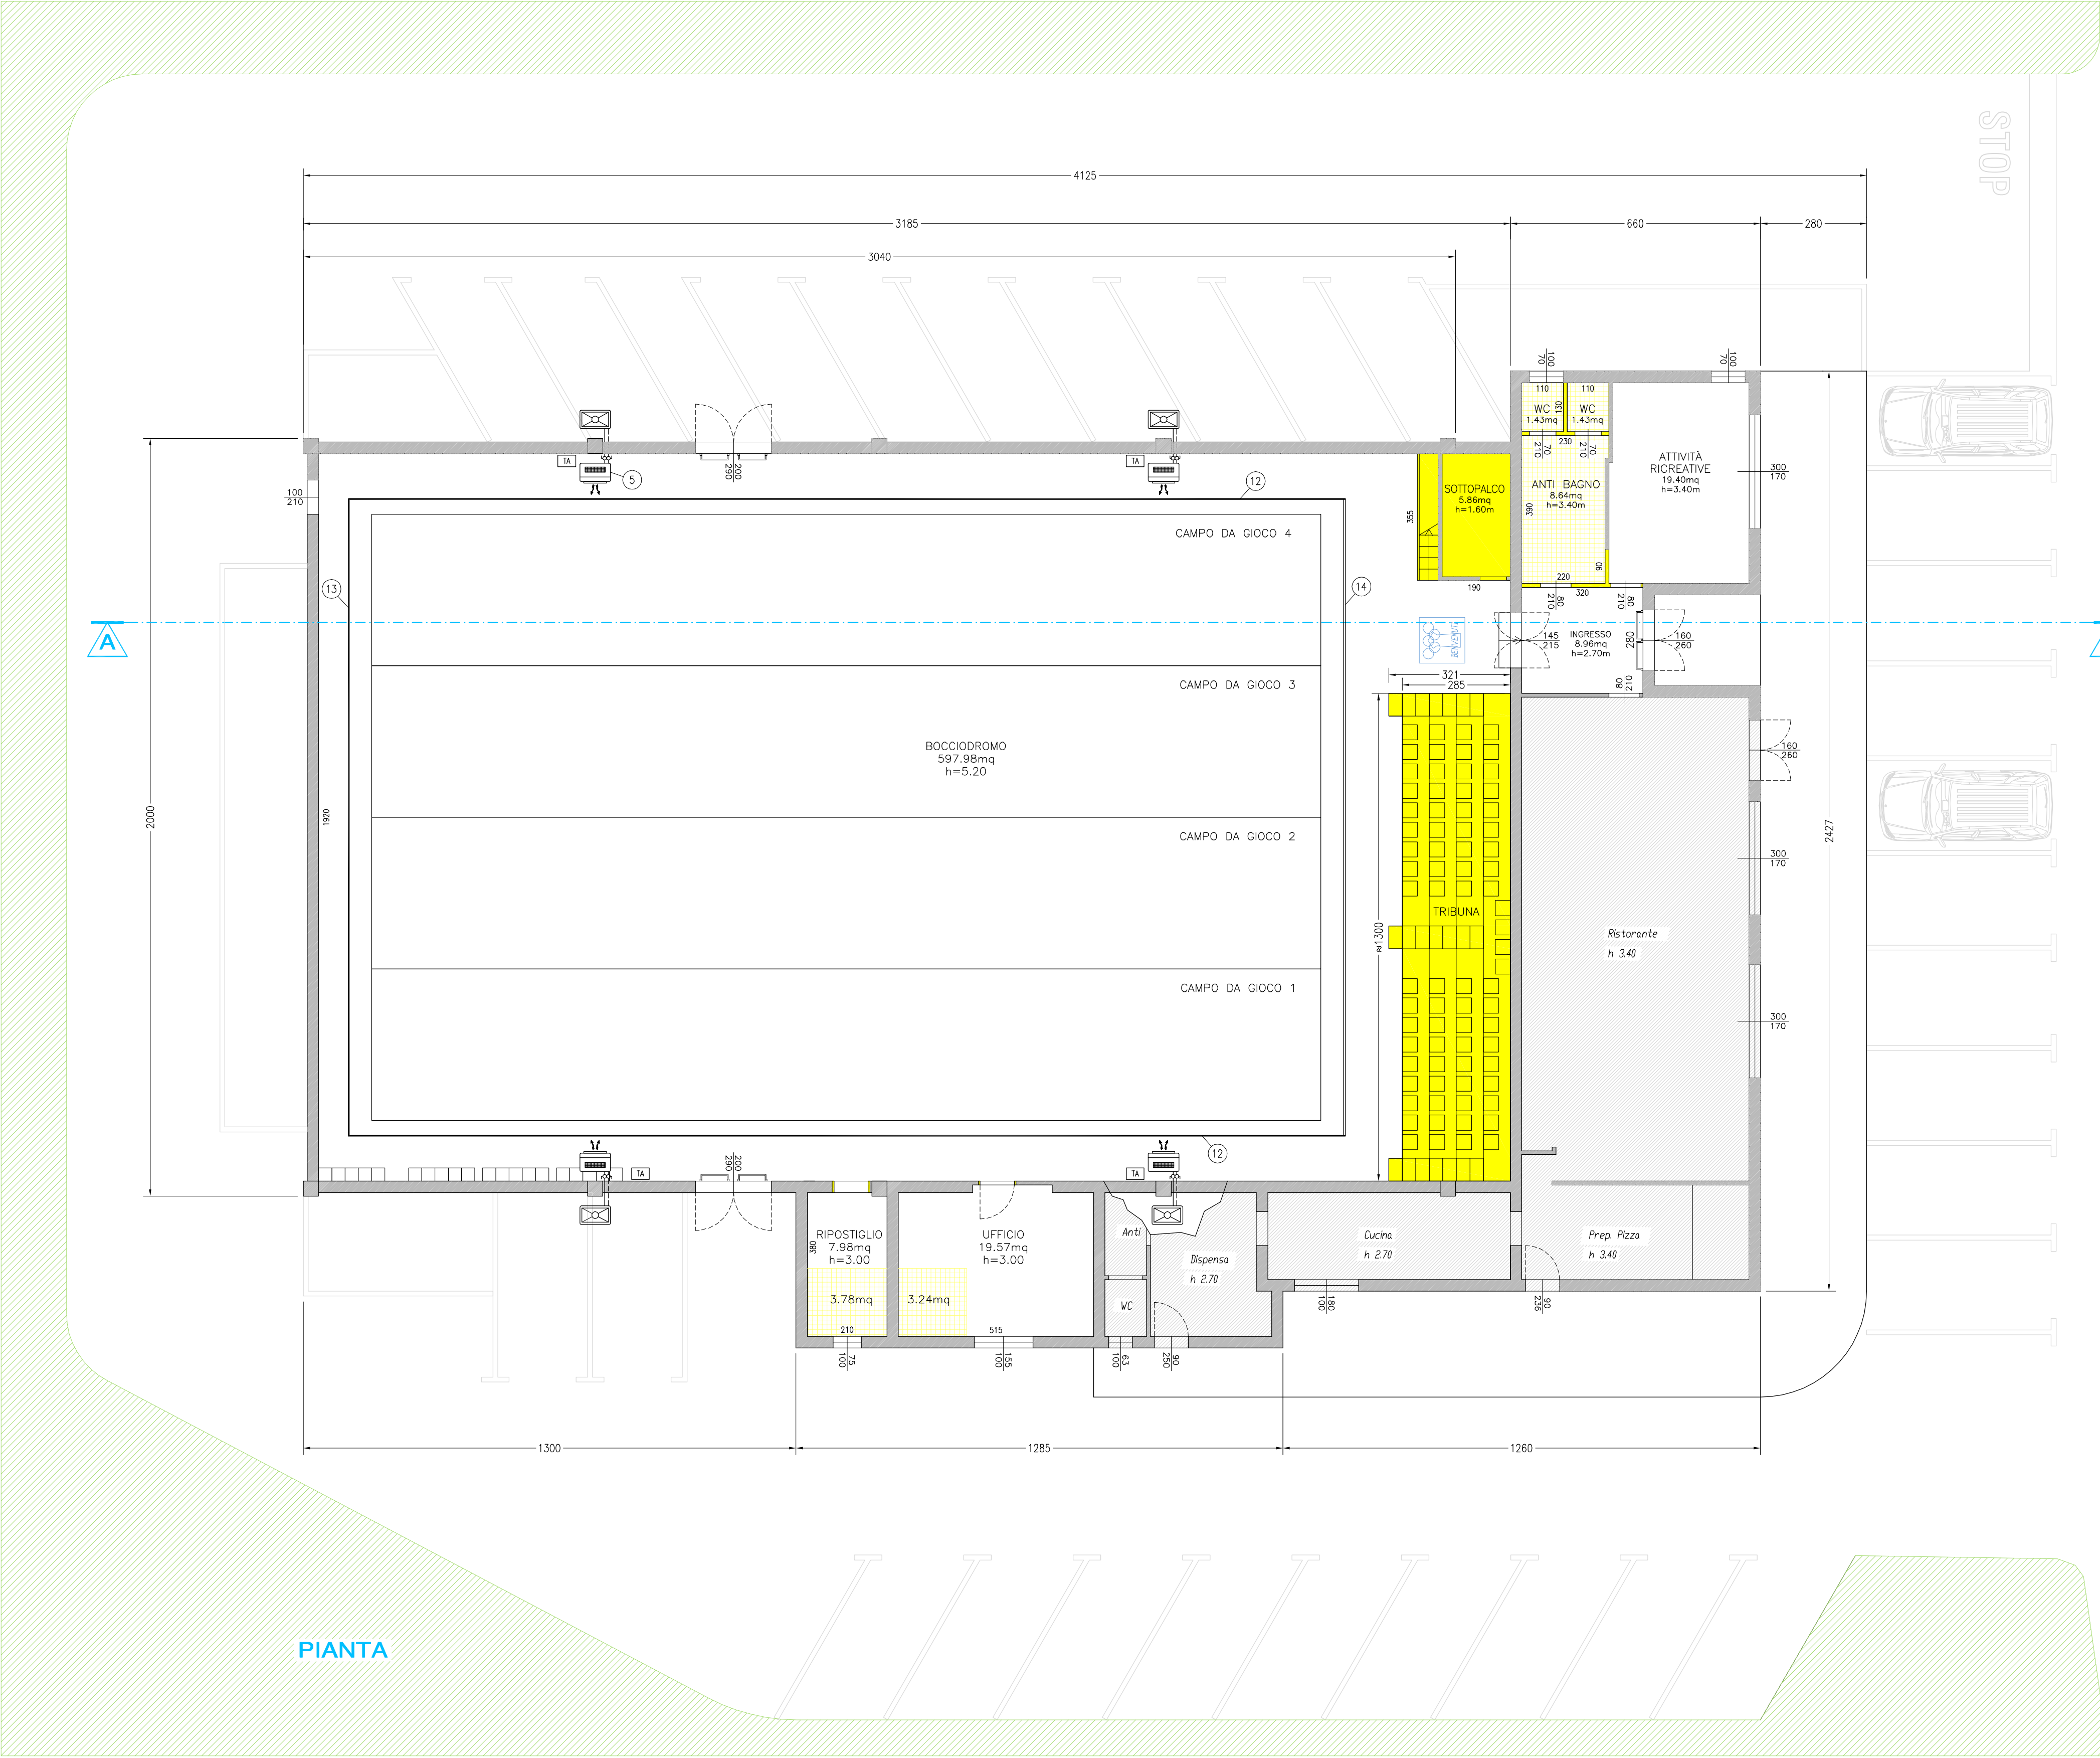 STOP
4125
3185
660
280
3040
100
70
100
70
110
110
WC
1.43mq
130
WC
1.43mq
230
70
210
70
210
ATTIVITÀ
RICREATIVE
19.40mq
h=3.40m
300
170
TA
5
200
290
TA
12
SOTTOPALCO
5.86mq
h=1.60m
355
190
ANTI BAGNO
8.64mq
h=3.40m
360
90
220
320
80
210
80
210
100
210
CAMPO DA GIOCO 4
13
14
A
BENVENUTI
145
215
INGRESSO
8.96mq
h=2.70m
280
160
260
321
285
80
210
CAMPO DA GIOCO 3
BOCCIODROMO
597.98mq
h=5.20
160
260
2000
1920
CAMPO DA GIOCO 2
2427
300
170
TRIBUNA
≈1300
Ristorante
h 3.40
CAMPO DA GIOCO 1
300
170
12
TA
200
290
TA
RIPOSTIGLIO
7.98mq
h=3.00
380
3.78mq
210
75
100
UFFICIO
19.57mq
h=3.00
3.24mq
515
155
100
Anti
WC
63
100
Dispensa
h 2.70
90
250
Cucina
h 2.70
180
100
Prep. Pizza
h 3.40
90
236
1300
1285
1260
PIANTA